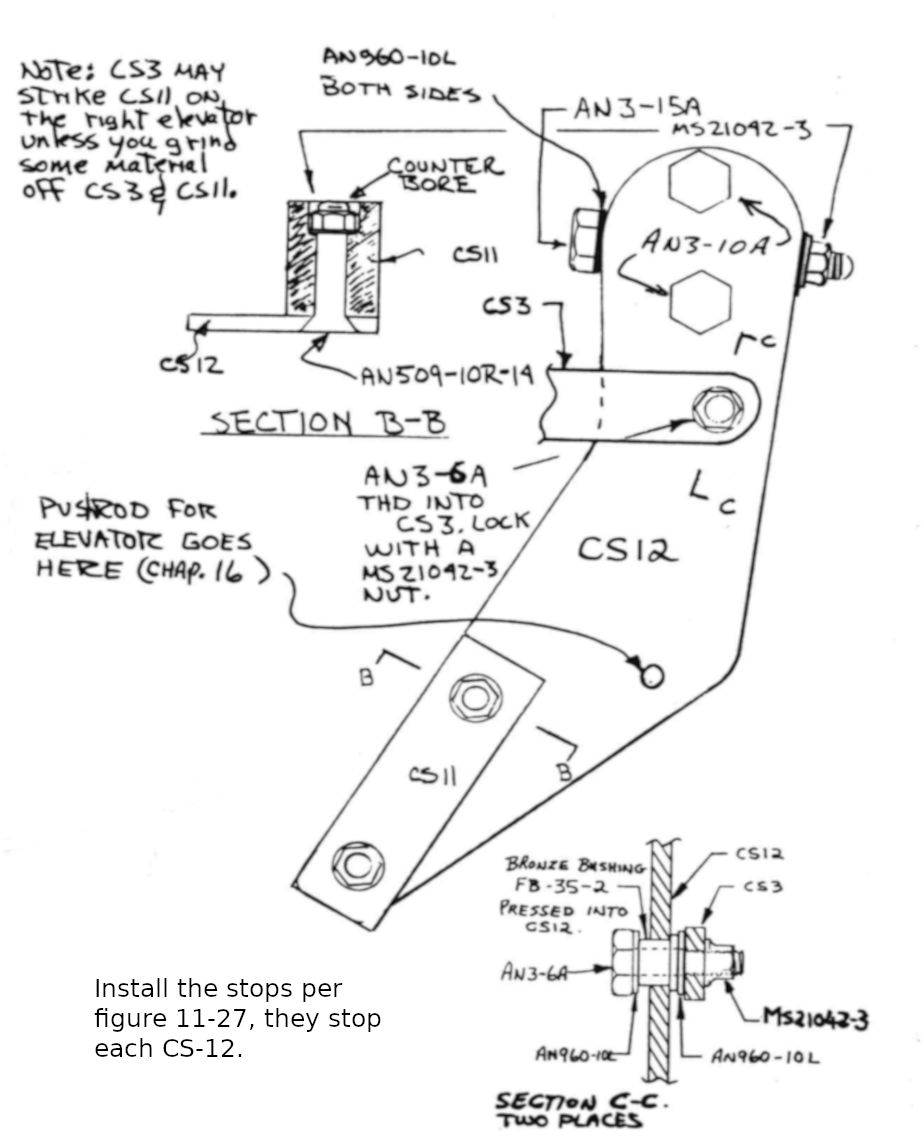 Note: CS3 MAY
strike CS11 ON
the right elevator
unless you grind
some material
off CS3 & CS11.
AN960-10L
BOTH SIDES
AN3-15A
MS21042-3
COUNTER
BORE
CS11
CS12
AN509-10R-14
SECTION B-B
AN3-10A
CS3
C
AN3-6A
THD INTO
CS3. LOCK
WITH A
MS21042-3
NUT.
C
CS12
PUSHROD FOR
ELEVATOR GOES
HERE (CHAP. 16)
B
CS11
B
BRONZE BUSHING
FB-35-2
PRESSED INTO
CS12.
CS12
CS3
AN3-6A
MS21042-3
AN960-10L
AN960-10L
SECTION C-C.
TWO PLACES
Install the stops per
figure 11-27, they stop
each CS-12.